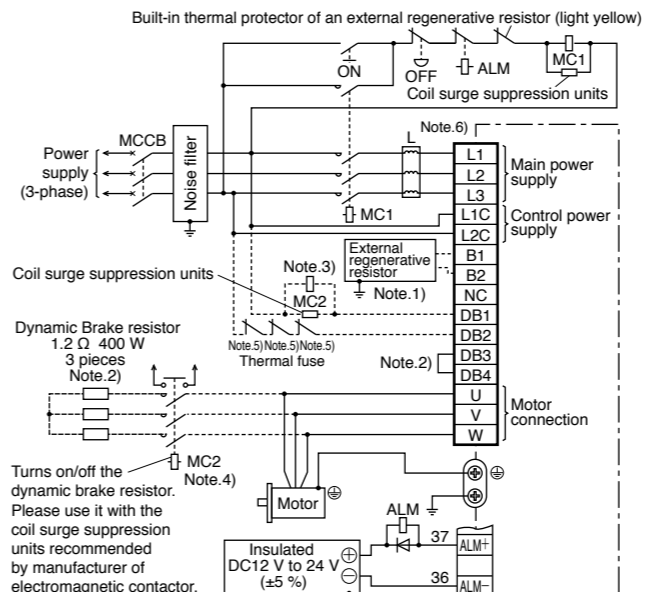 Built-in thermal protector of an external regenerative resistor (light yellow)
ON
OFF
ALM
MC1
Coil surge suppression units
Note.6)
L
MCCB
Power
supply
(3-phase)
Noise filter
MC1
L1
L2
L3
L1C
L2C
B1
B2
NC
DB1
DB2
DB3
DB4
U
V
W
Main power
supply
Control power
supply
Motor
connection
External
regenerative
resistor
Note.1)
Coil surge suppression units
Note.3)
MC2
Note.5)
Note.5)
Note.5)
Thermal fuse
Note.2)
Dynamic Brake resistor
1.2 Ω 400 W
3 pieces
Note.2)
MC2
Note.4)
Turns on/off the
dynamic brake resistor.
Please use it with the
coil surge suppression
units recommended
by manufacturer of
electromagnetic contactor.
Motor
ALM
37
ALM+
36
ALM−
Insulated
DC12 V to 24 V
(±5 %)
+
−